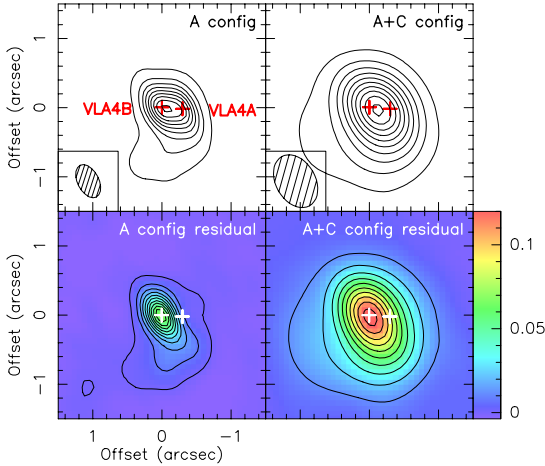 A config
A+C config
1
0
−1
Offset (arcsec)
VLA4B
VLA4A
A config residual
A+C config residual
1
0
−1
Offset (arcsec)
0.1
0.05
0
1
0
−1
Offset (arcsec)